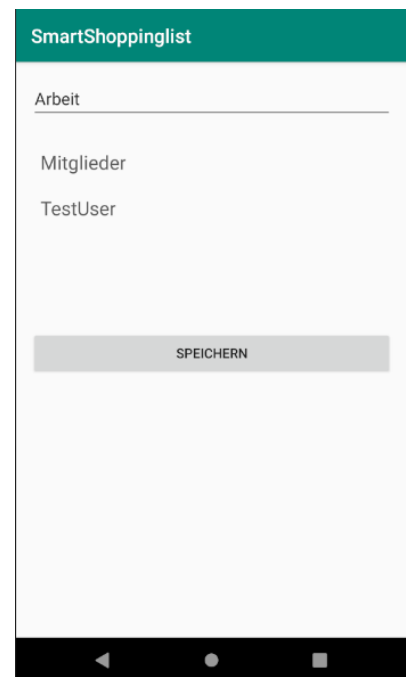 SmartShoppinglist
Arbeit
Mitglieder
TestUser
SPEICHERN